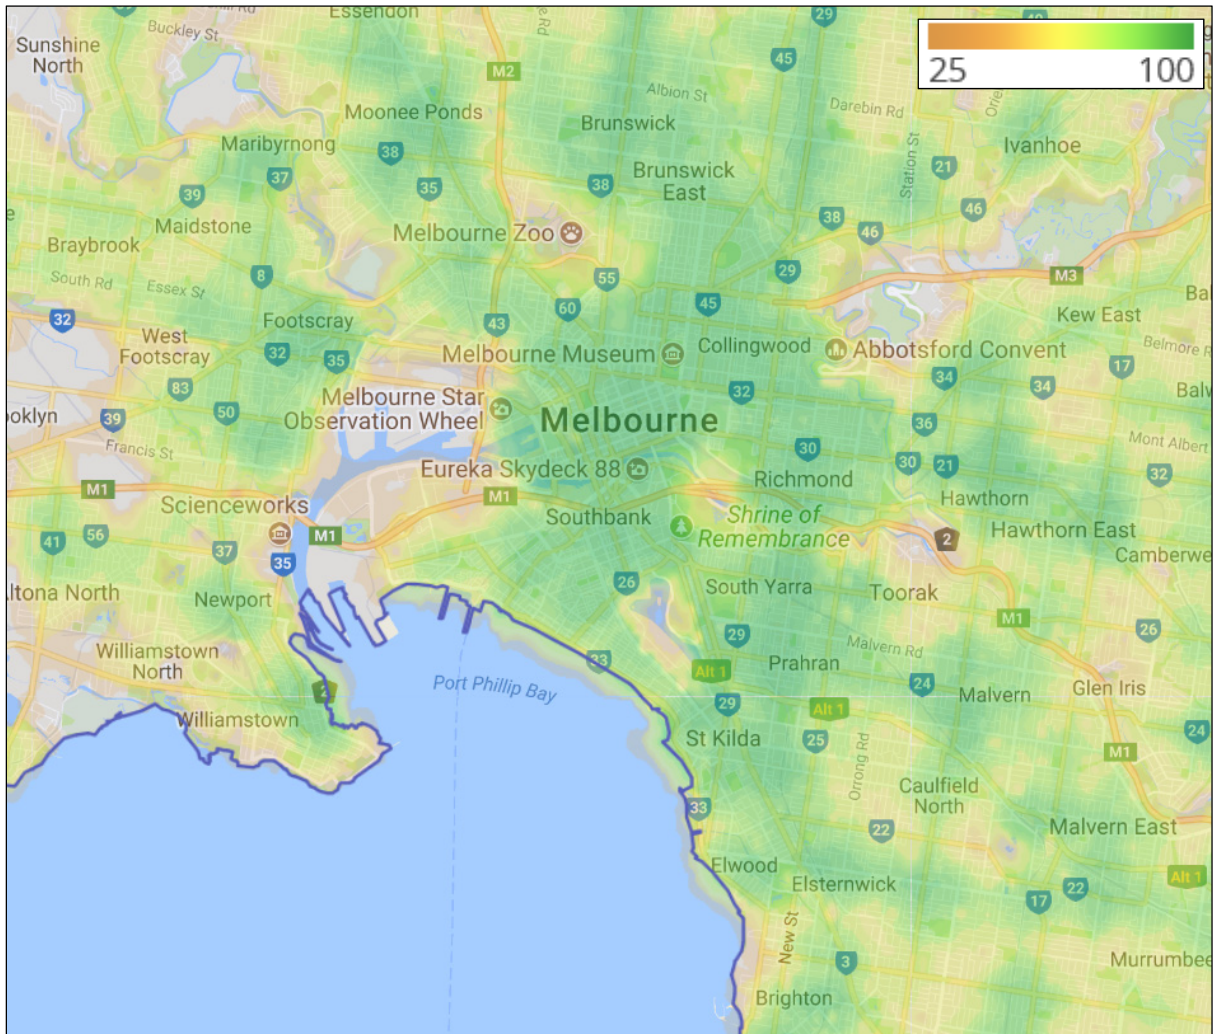 Essendon
29
Buckley St
Sunshine
North
45
25
100
M2
Albion St
Darebin Rd
Moonee Ponds
Brunswick
Station St
Ivanhoe
Maribyrnong
38
37
Brunswick
East
21
39
35
38
46
38
46
Maidstone
Melbourne Zoo
Braybrook
8
South Rd
Essex St
55
29
M3
60
45
32
Footscray
43
Kew East
West
Footscray
32
35
Melbourne Museum
Collingwood
Abbotsford Convent
Belmore R
17
83
34
34
Balw
Melbourne Star
Observation Wheel
32
ooklyn
39
50
Melbourne
36
Francis St
30
Mont Albert
Eureka Skydeck 88
30
21
32
Richmond
M1
M1
Hawthorn
Scienceworks
Southbank
Shrine of
Remembrance
Hawthorn East
41
56
37
M1
2
Camberwe
35
26
South Yarra
Toorak
ltona North
Newport
M1
26
29
Malvern Rd
Williamstown
North
33
Alt 1
Prahran
24
Glen Iris
Port Phillip Bay
2
Malvern
Williamstown
29
Alt 1
24
St Kilda
25
M1
Orrong Rd
Caulfield
North
33
22
Malvern East
Elwood
Alt 1
Elsternwick
17
22
New St
3
Murrumbee
Brighton